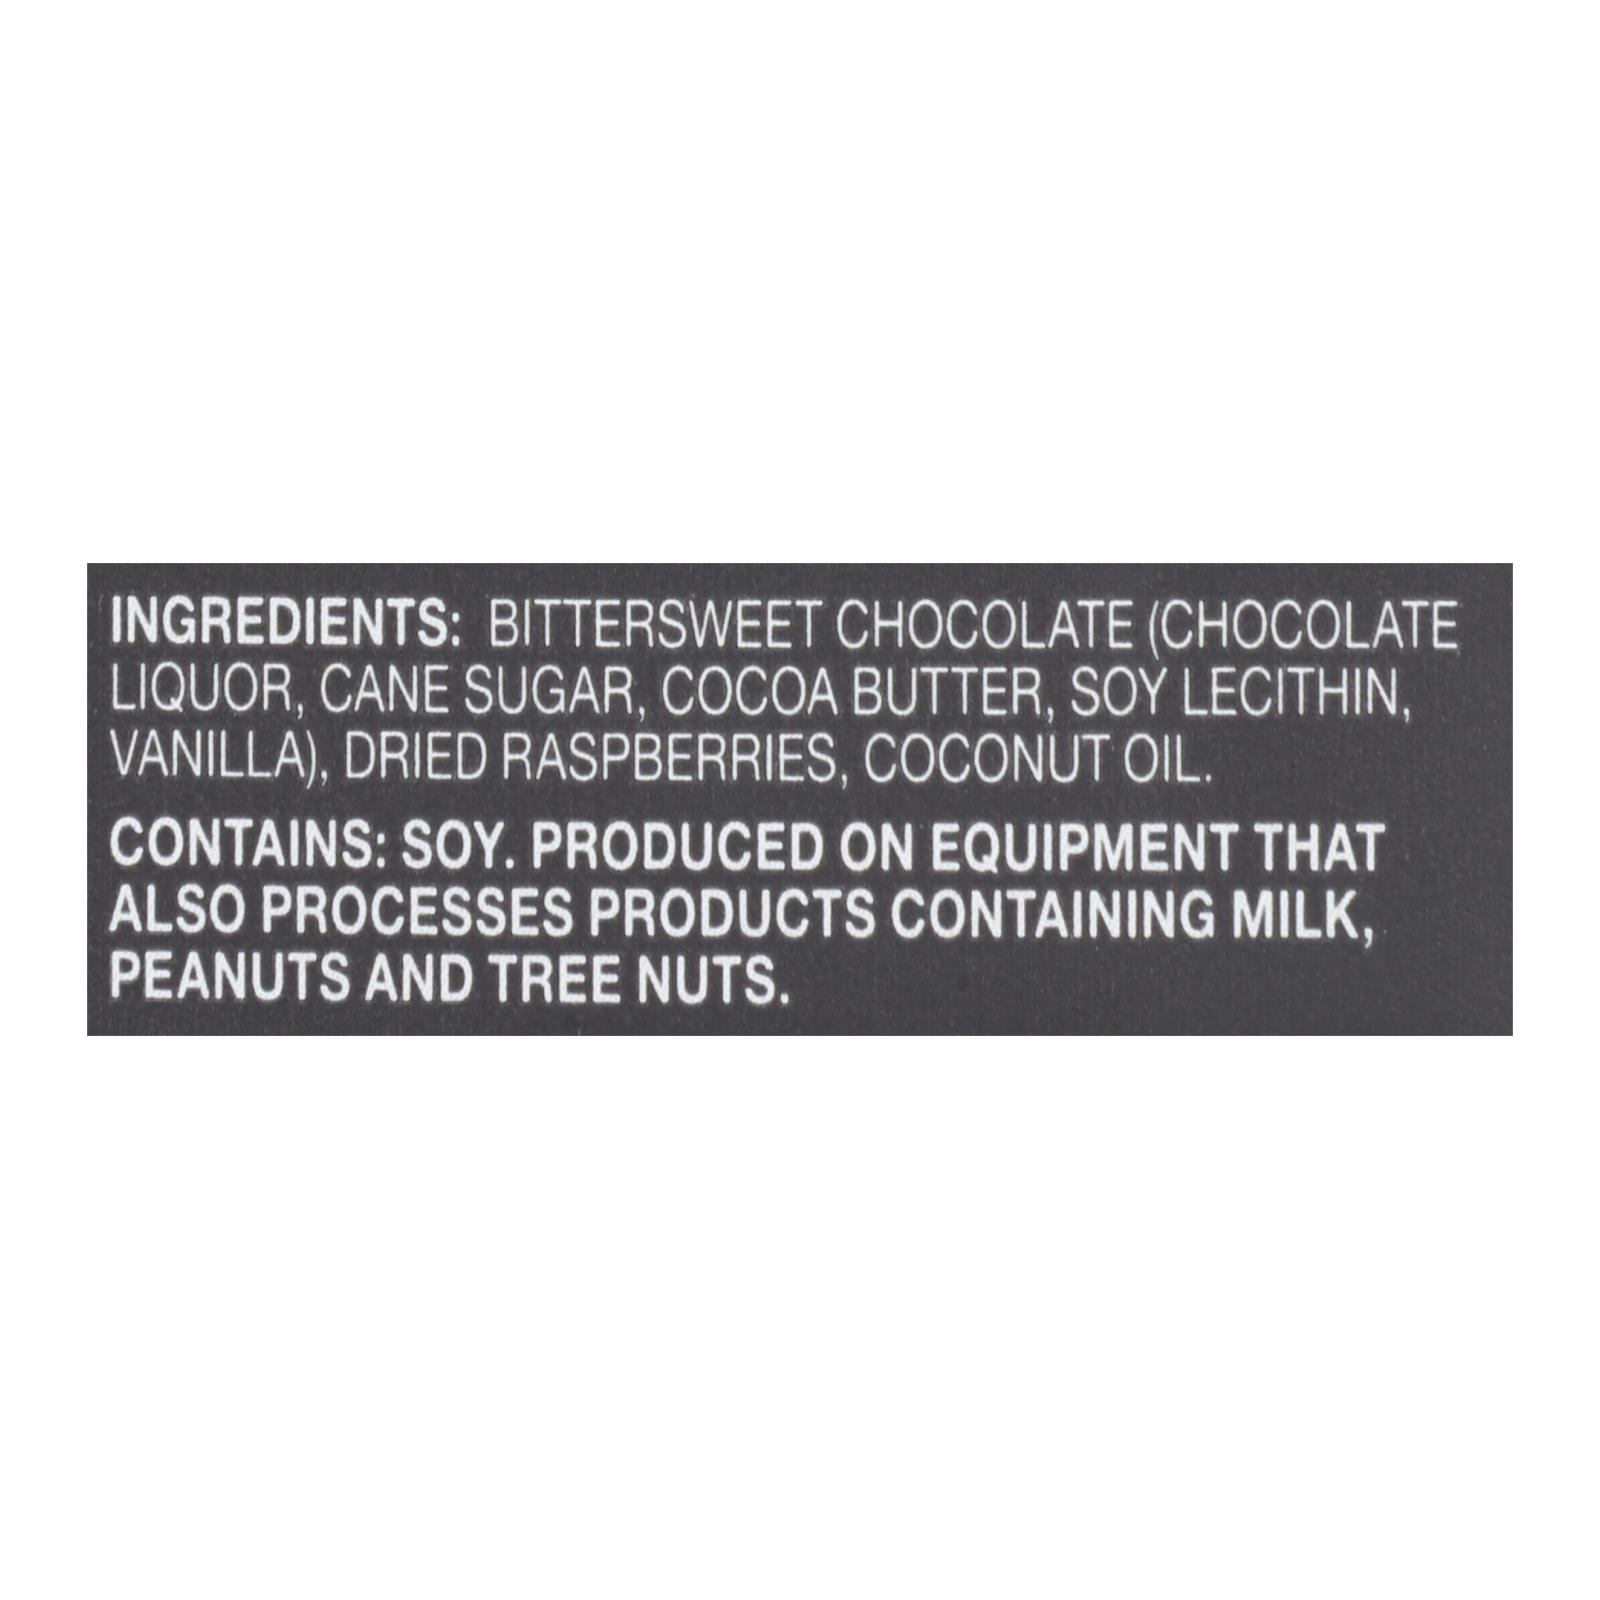 INGREDIENTS: BITTERSWEET CHOCOLATE (CHOCOLATE
LIQUOR, CANE SUGAR, COCOA BUTTER, SOY LECITHIN,
VANILLA), DRIED RASPBERRIES, COCONUT OIL.
CONTAINS: SOY. PRODUCED ON EQUIPMENT THAT
ALSO PROCESSES PRODUCTS CONTAINING MILK,
PEANUTS AND TREE NUTS.